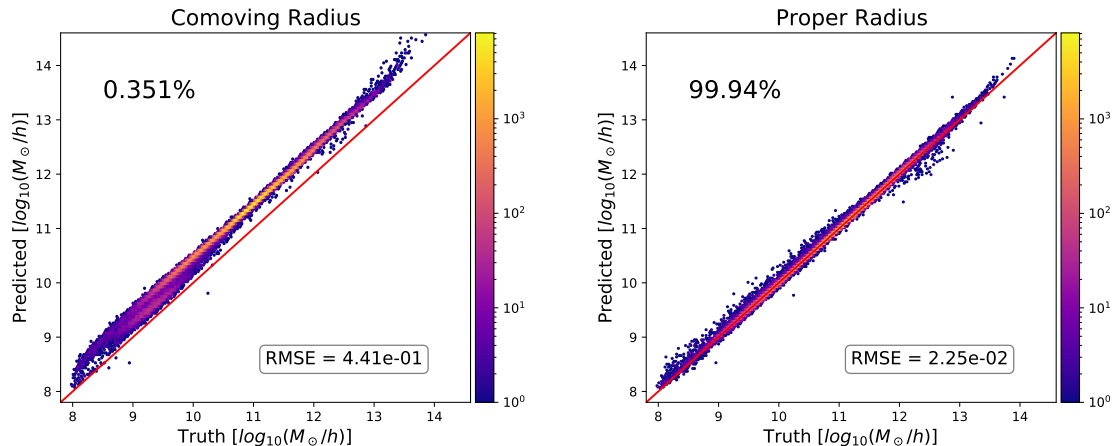 Comoving Radius
0.351%
RMSE = 4.41e-01
Predicted [log₁₀(M⊙/h)]
14
13
12
11
10
9
8
8 9 10 11 12 13 14
Truth [log₁₀(M⊙/h)]
10³
10²
10¹
10⁰
Proper Radius
99.94%
RMSE = 2.25e-02
Predicted [log₁₀(M⊙/h)]
14
13
12
11
10
9
8
8 9 10 11 12 13 14
Truth [log₁₀(M⊙/h)]
10³
10²
10¹
10⁰